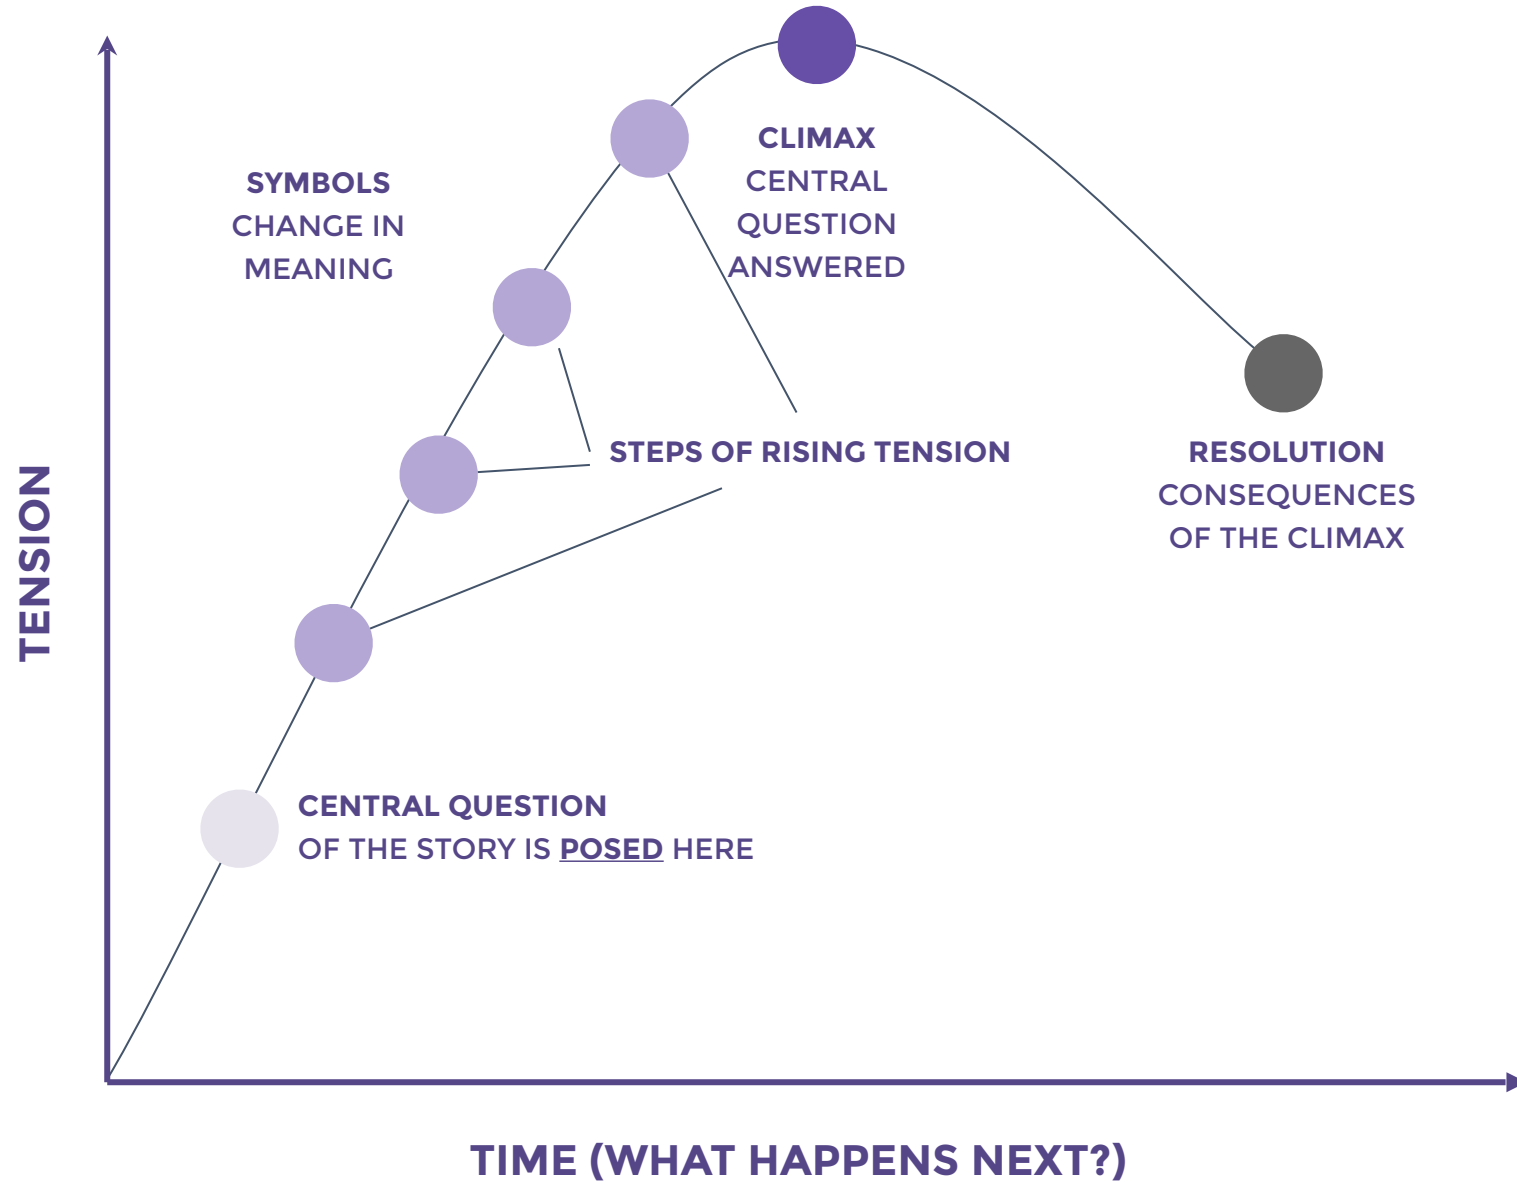 CLIMAX
CENTRAL
QUESTION
ANSWERED
SYMBOLS
CHANGE IN
MEANING
STEPS OF RISING TENSION
RESOLUTION
CONSEQUENCES
OF THE CLIMAX
TENSION
CENTRAL QUESTION
OF THE STORY IS POSED HERE
TIME (WHAT HAPPENS NEXT?)